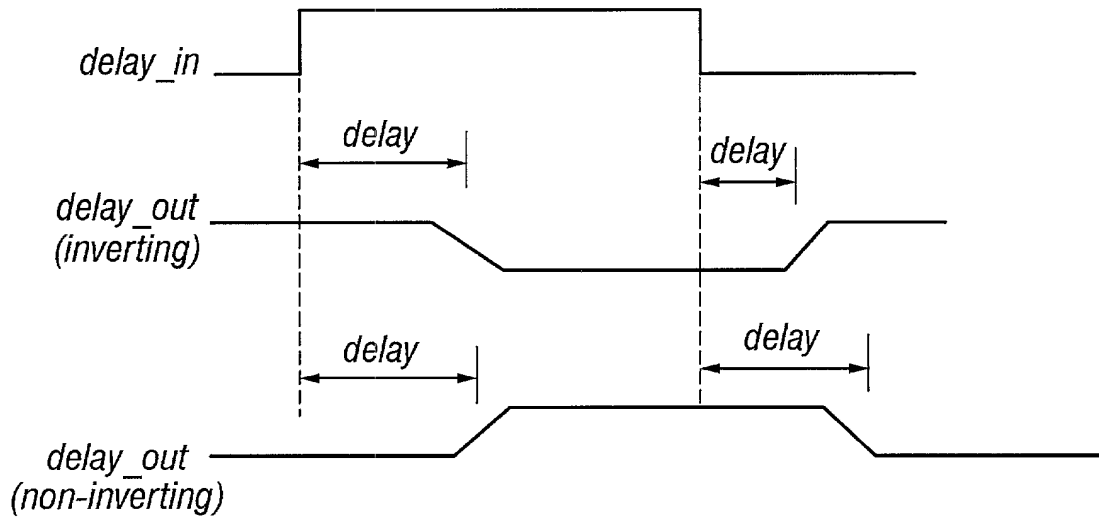 delay_in
delay
delay
delay_out
(inverting)
delay
delay
delay_out
(non-inverting)